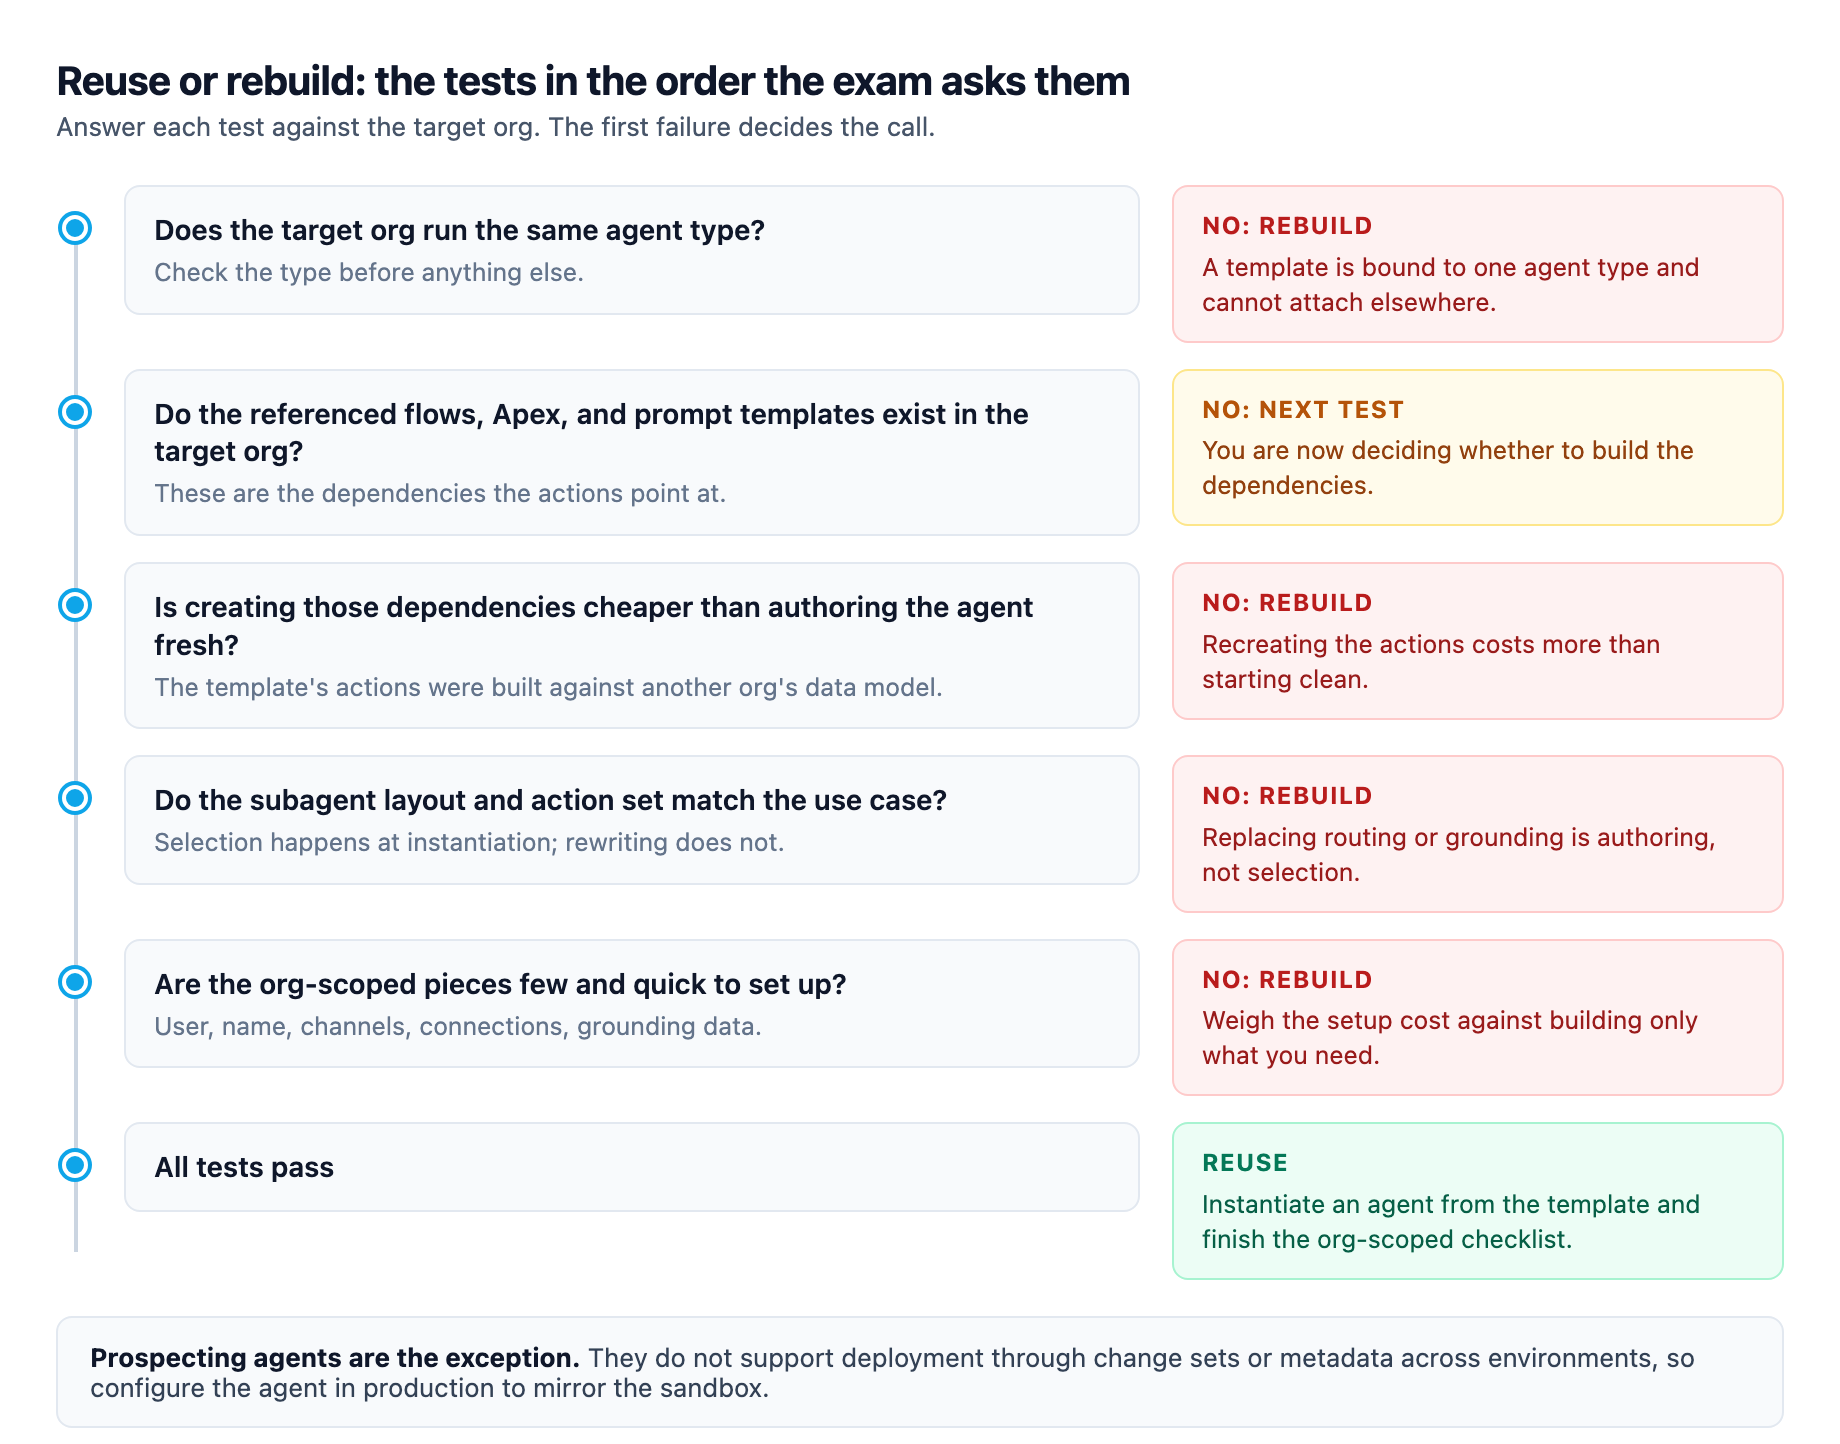 Reuse or rebuild: the tests in the order the exam asks them
Answer each test against the target org. The first failure decides the call.
Does the target org run the same agent type?
Check the type before anything else.
NO: REBUILD
A template is bound to one agent type and
cannot attach elsewhere.
Do the referenced flows, Apex, and prompt templates exist in the
target org?
These are the dependencies the actions point at.
NO: NEXT TEST
You are now deciding whether to build the
dependencies.
Is creating those dependencies cheaper than authoring the agent
fresh?
The template's actions were built against another org's data model.
NO: REBUILD
Recreating the actions costs more than
starting clean.
Do the subagent layout and action set match the use case?
Selection happens at instantiation; rewriting does not.
NO: REBUILD
Replacing routing or grounding is authoring,
not selection.
Are the org-scoped pieces few and quick to set up?
User, name, channels, connections, grounding data.
NO: REBUILD
Weigh the setup cost against building only
what you need.
All tests pass
REUSE
Instantiate an agent from the template and
finish the org-scoped checklist.
Prospecting agents are the exception. They do not support deployment through change sets or metadata across environments, so
configure the agent in production to mirror the sandbox.